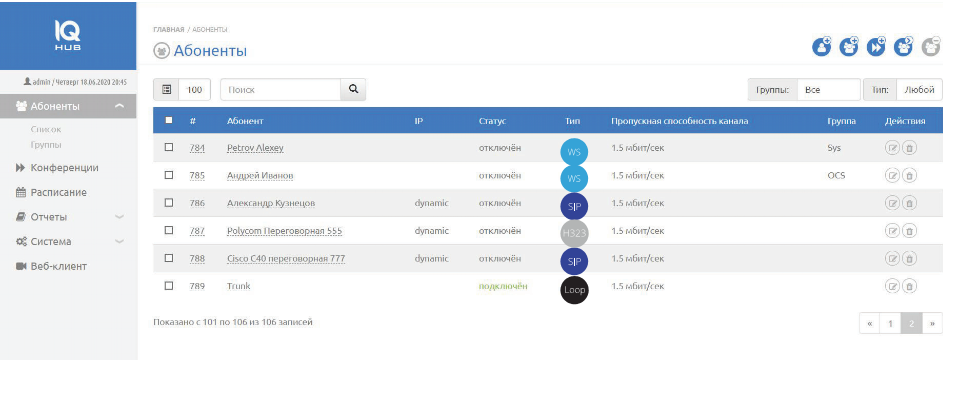 IQ
HUB
admin / Четверг 18.06.2020 20:45
Абоненты
Список
Группы
Конференции
Расписание
Отчеты
Система
Веб-клиент
ГЛАВНАЯ / АБОНЕНТЫ
Абоненты
100 Поиск Группы: Все Тип: Любой
# Абонент IP Статус Тип Пропускная способность канала Группа Действия
784 Petrov Alexey отключён WS 1.5 мбит/сек Sys
785 Андрей Иванов отключён WS 1.5 мбит/сек OCS
786 Александр Кузнецов dynamic отключён SIP 1.5 мбит/сек
787 Polycom Переговорная 555 dynamic отключён H323 1.5 мбит/сек
788 Cisco C40 переговорная 777 dynamic отключён SIP 1.5 мбит/сек
789 Trunk подключён Loop 1.5 мбит/сек
Показано с 101 по 106 из 106 записей
« 1 2 »